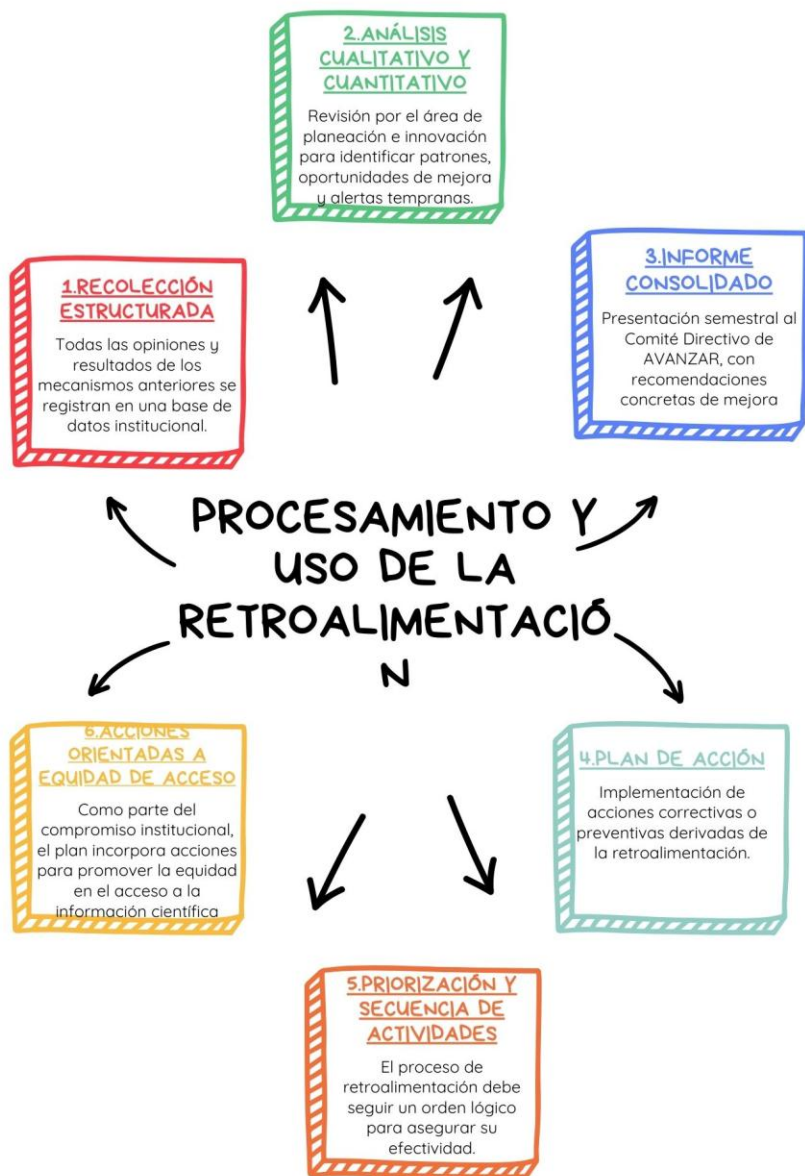 2.ANÁLISIS
CUALITATIVO Y
CUANTITATIVO
Revisión por el área de
planeación e innovación
para identificar patrones,
oportunidades de mejora
y alertas tempranas.
1.RECOLECCIÓN
ESTRUCTURADA
Todas las opiniones y
resultados de los
mecanismos anteriores se
registran en una base de
datos institucional.
3.INFORME
CONSOLIDADO
Presentación semestral al
Comité Directivo de
AVANZAR, con
recomendaciones
concretas de mejora
PROCESAMIENTO Y
USO DE LA
RETROALIMENTACIÓ
N
6.ACCIONES
ORIENTADAS A
EQUIDAD DE ACCESO
Como parte del
compromiso institucional,
el plan incorpora acciones
para promover la equidad
en el acceso a la
información científica
4.PLAN DE ACCIÓN
Implementación de
acciones correctivas o
preventivas derivadas de
la retroalimentación.
5.PRIORIZACIÓN Y
SECUENCIA DE
ACTIVIDADES
El proceso de
retroalimentación debe
seguir un orden lógico
para asegurar su
efectividad.